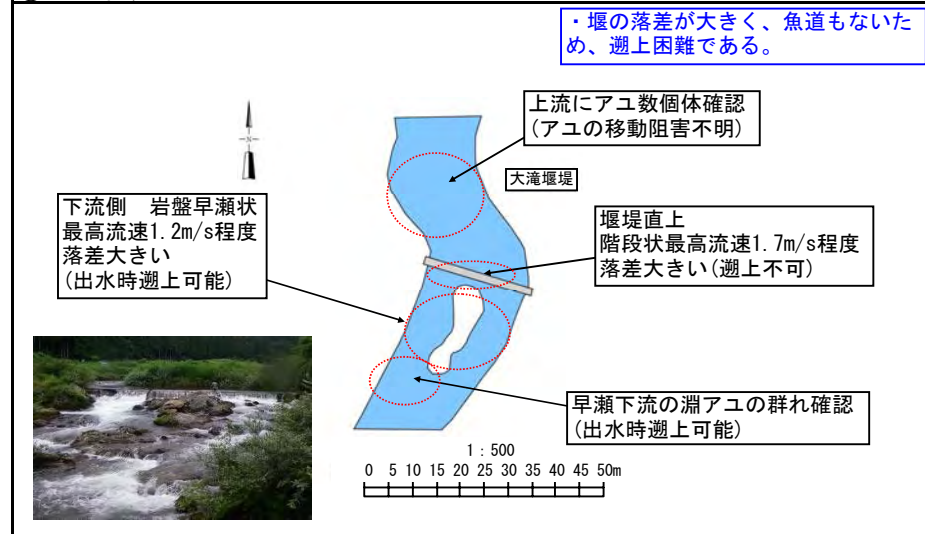 ・堰の落差が大きく、魚道もないた
め、遡上困難である。
上流にアユ数個体確認
(アユの移動阻害不明)
N
大滝堰堤
下流側　岩盤早瀬状
最高流速1.2m/s程度
落差大きい
(出水時遡上可能)
堰堤直上
階段状最高流速1.7m/s程度
落差大きい(遡上不可)
早瀬下流の淵アユの群れ確認
(出水時遡上可能)
1：500
0 5 10 15 20 25 30 35 40 45 50m